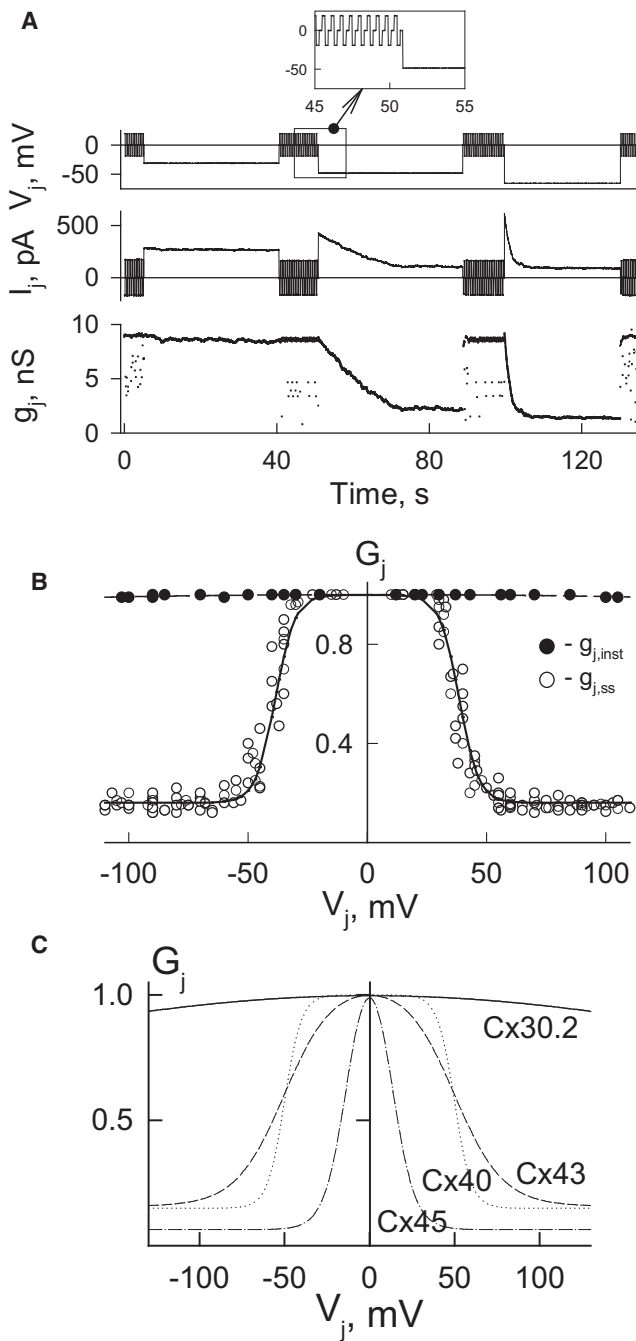 A
0
-50
45 50 55
V_j, mV
0
-50
I_j, pA
500
0
g_j, nS
10
5
0
0 40 80 120
Time, s
B
G_j
0.8
0.4
- g_j,inst
- g_j,ss
-100 -50 0 50 100
V_j, mV
C
G_j
1.0
0.5
Cx30.2
Cx43
Cx40
Cx45
-100 -50 0 50 100
V_j, mV